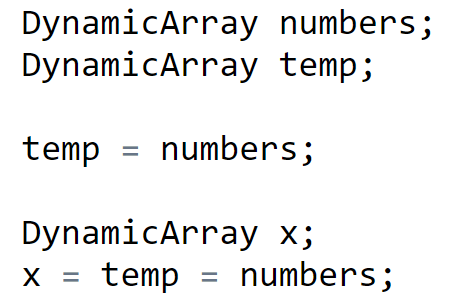 DynamicArray numbers;
DynamicArray temp;
temp = numbers;
DynamicArray x;
x = temp = numbers;